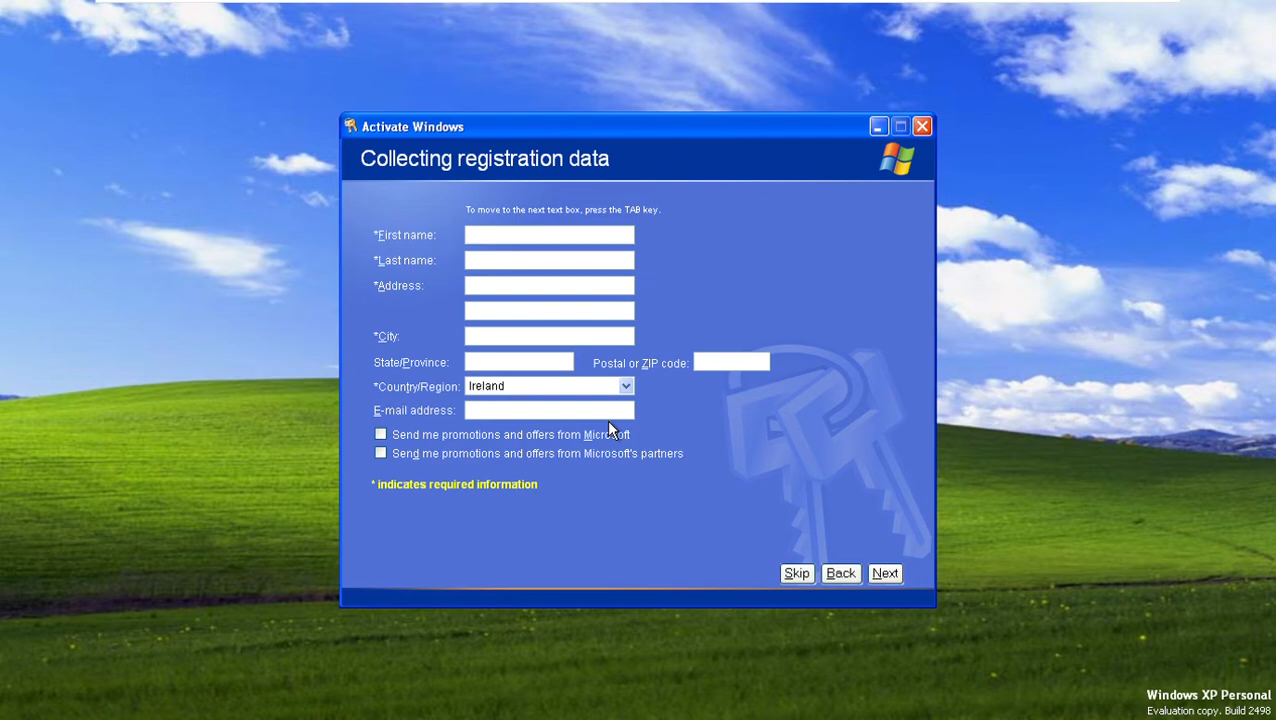 Activate Windows
Collecting registration data
To move to the next text box, press the TAB key.
*First name:
*Last name:
*Address:
*City:
State/Province:
Postal or ZIP code:
*Country/Region:
Ireland
E-mail address:
Send me promotions and offers from Microsoft
Send me promotions and offers from Microsoft's partners
* indicates required information
Skip
Back
Next
Windows XP Personal
Evaluation copy. Build 2498